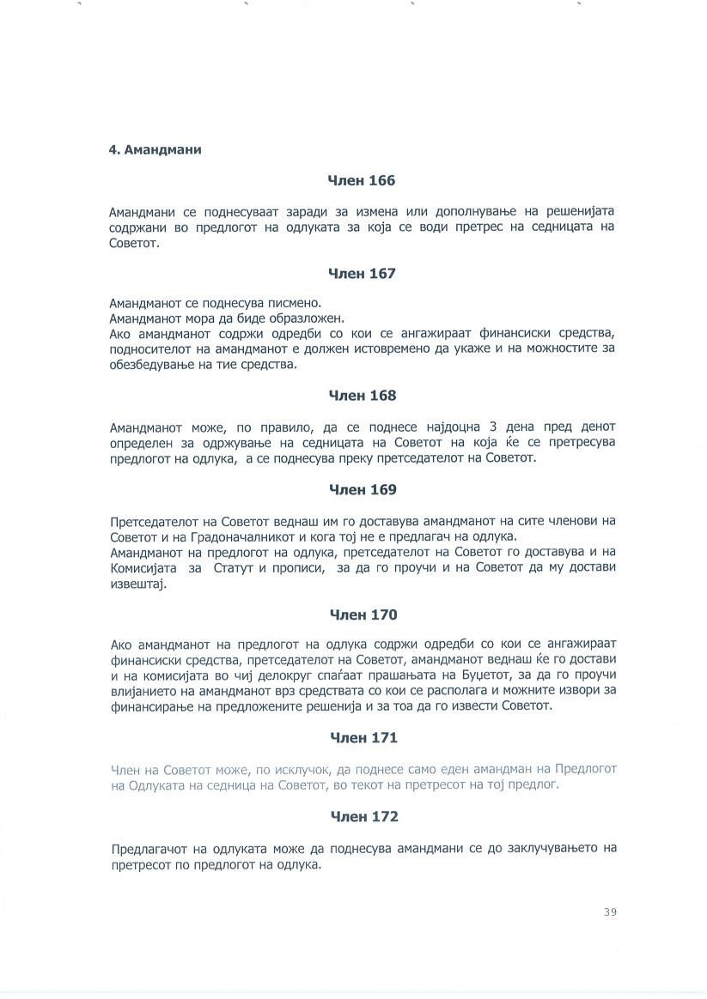 4. Амандмани
Член 166
Амандмани се поднесуваат заради за измена или дополнување на решенијата
содржани во предлогот на одлуката за која се води претрес на седницата на
Советот.
Член 167
Амандманот се поднесува писмено.
Амандманот мора да биде образложен.
Ако амандманот содржи одредби со кои се ангажираат финансиски средства,
подносителот на амандманот е должен истовремено да укаже и на можностите за
обезбедување на тие средства.
Член 168
Амандманот може, по правило, да се поднесе најдоцна 3 дена пред денот
определен за одржување на седницата на Советот на која ќе се претресува
предлогот на одлука, а се поднесува преку претседателот на Советот.
Член 169
Претседателот на Советот веднаш им го доставува амандманот на сите членови на
Советот и на Градоначалникот и кога тој не е предлагач на одлука.
Амандманот на предлогот на одлука, претседателот на Советот го доставува и на
Комисијата за Статут и прописи, за да го проучи и на Советот да му достави
извештај.
Член 170
Ако амандманот на предлогот на одлука содржи одредби со кои се ангажираат
финансиски средства, претседателот на Советот, амандманот веднаш ќе го достави
и на комисијата во чиј делокруг спаѓаат прашањата на Буџетот, за да го проучи
влијанието на амандманот врз средствата со кои се располага и можните извори за
финансирање на предложените решенија и за тоа да го извести Советот.
Член 171
Член на Советот може, по исклучок, да поднесе само еден амандман на Предлогот
на Одлуката на седница на Советот, во текот на претресот на тој предлог.
Член 172
Предлагачот на одлуката може да поднесува амандмани се до заклучувањето на
претресот по предлогот на одлука.
39